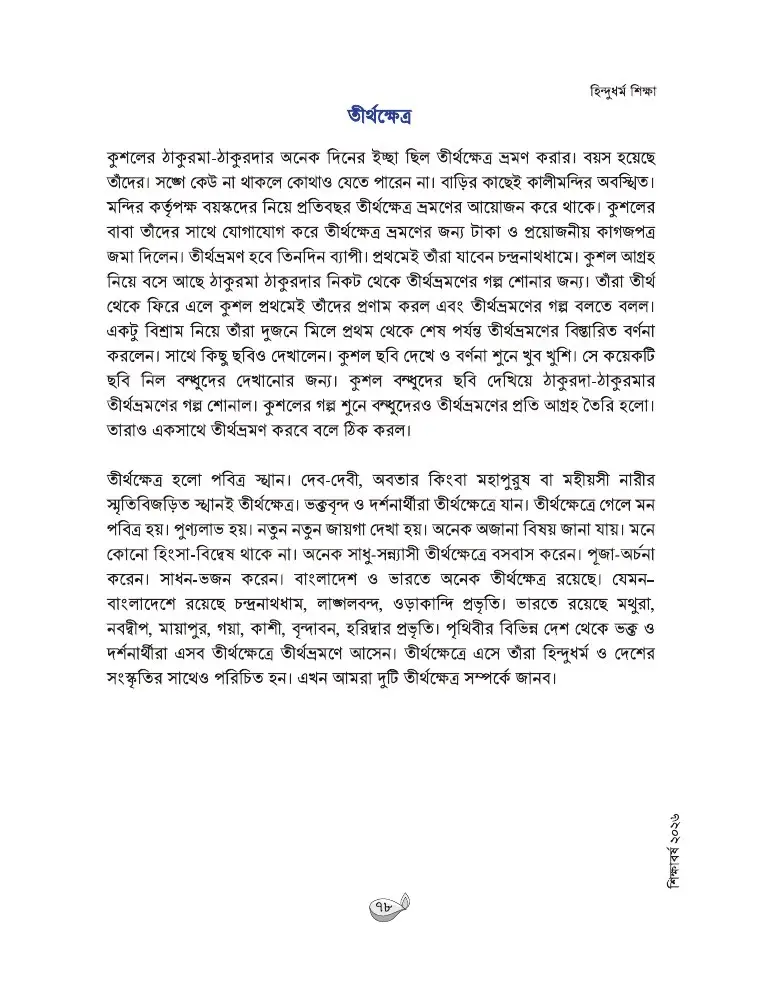 হিন্দুধর্ম শিক্ষা
তীর্থক্ষেত্র
কুশলের ঠাকুরমা-ঠাকুরদার অনেক দিনের ইচ্ছা ছিল তীর্থক্ষেত্র ভ্রমণ করার। বয়স হয়েছে
তাঁদের। সঙ্গে কেউ না থাকলে কোথাও যেতে পারেন না। বাড়ির কাছেই কালীমন্দির অবস্থিত।
মন্দির কর্তৃপক্ষ বয়স্কদের নিয়ে প্রতিবছর তীর্থক্ষেত্র ভ্রমণের আয়োজন করে থাকে। কুশলের
বাবা তাঁদের সাথে যোগাযোগ করে তীর্থক্ষেত্র ভ্রমণের জন্য টাকা ও প্রয়োজনীয় কাগজপত্র
জমা দিলেন। তীর্থভ্রমণ হবে তিনদিন ব্যাপী। প্রথমেই তাঁরা যাবেন চন্দ্রনাথধামে। কুশল আগ্রহ
নিয়ে বসে আছে ঠাকুরমা ঠাকুরদার নিকট থেকে তীর্থভ্রমণের গল্প শোনার জন্য। তাঁরা তীর্থ
থেকে ফিরে এলে কুশল প্রথমেই তাঁদের প্রণাম করল এবং তীর্থভ্রমণের গল্প বলতে বলল।
একটু বিশ্রাম নিয়ে তাঁরা দুজনে মিলে প্রথম থেকে শেষ পর্যন্ত তীর্থভ্রমণের বিস্তারিত বর্ণনা
করলেন। সাথে কিছু ছবিও দেখালেন। কুশল ছবি দেখে ও বর্ণনা শুনে খুব খুশি। সে কয়েকটি
ছবি নিল বন্ধুদের দেখানোর জন্য। কুশল বন্ধুদের ছবি দেখিয়ে ঠাকুরদা-ঠাকুরমার
তীর্থভ্রমণের গল্প শোনাল। কুশলের গল্প শুনে বন্ধুদেরও তীর্থভ্রমণের প্রতি আগ্রহ তৈরি হলো।
তারাও একসাথে তীর্থভ্রমণ করবে বলে ঠিক করল।
তীর্থক্ষেত্র হলো পবিত্র স্থান। দেব-দেবী, অবতার কিংবা মহাপুরুষ বা মহীয়সী নারীর
স্মৃতিবিজড়িত স্থানই তীর্থক্ষেত্র। ভক্তবৃন্দ ও দর্শনার্থীরা তীর্থক্ষেত্রে যান। তীর্থক্ষেত্রে গেলে মন
পবিত্র হয়। পুণ্যলাভ হয়। নতুন নতুন জায়গা দেখা হয়। অনেক অজানা বিষয় জানা যায়। মনে
কোনো হিংসা-বিদ্বেষ থাকে না। অনেক সাধু-সন্ন্যাসী তীর্থক্ষেত্রে বসবাস করেন। পূজা-অর্চনা
করেন। সাধন-ভজন করেন। বাংলাদেশ ও ভারতে অনেক তীর্থক্ষেত্র রয়েছে। যেমন–
বাংলাদেশে রয়েছে চন্দ্রনাথধাম, লাঙ্গলবন্দ, ওড়াকান্দি প্রভৃতি। ভারতে রয়েছে মথুরা,
নবদ্বীপ, মায়াপুর, গয়া, কাশী, বৃন্দাবন, হরিদ্বার প্রভৃতি। পৃথিবীর বিভিন্ন দেশ থেকে ভক্ত ও
দর্শনার্থীরা এসব তীর্থক্ষেত্রে তীর্থভ্রমণে আসেন। তীর্থক্ষেত্রে এসে তাঁরা হিন্দুধর্ম ও দেশের
সংস্কৃতির সাথেও পরিচিত হন। এখন আমরা দুটি তীর্থক্ষেত্র সম্পর্কে জানব।
শিক্ষাবর্ষ ২০২৬
৭৮